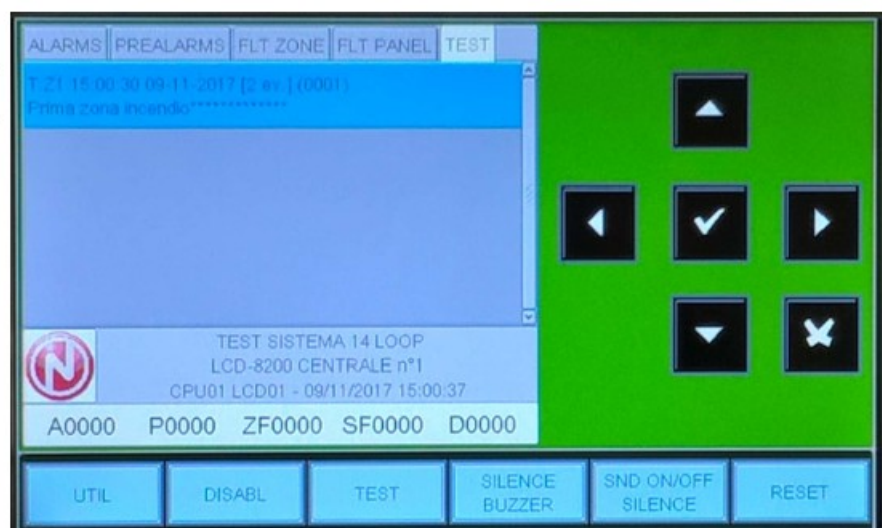 ALARMS PREALARMS FLT ZONE FLT PANEL TEST
T Z1 15:00:30 09-11-2017 [2 ev.] (0001)
Prima zona incendio*************
N
TEST SISTEMA 14 LOOP
LCD-8200 CENTRALE n°1
CPU01 LCD01 - 09/11/2017 15:00:37
A0000 P0000 ZF0000 SF0000 D0000
UTIL
DISABL
TEST
SILENCE
BUZZER
SND ON/OFF
SILENCE
RESET